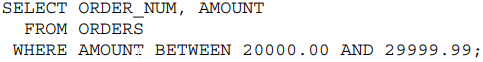 SELECT ORDER_NUM, AMOUNT
FROM ORDERS
WHERE AMOUNT BETWEEN 20000.00 AND 29999.99;